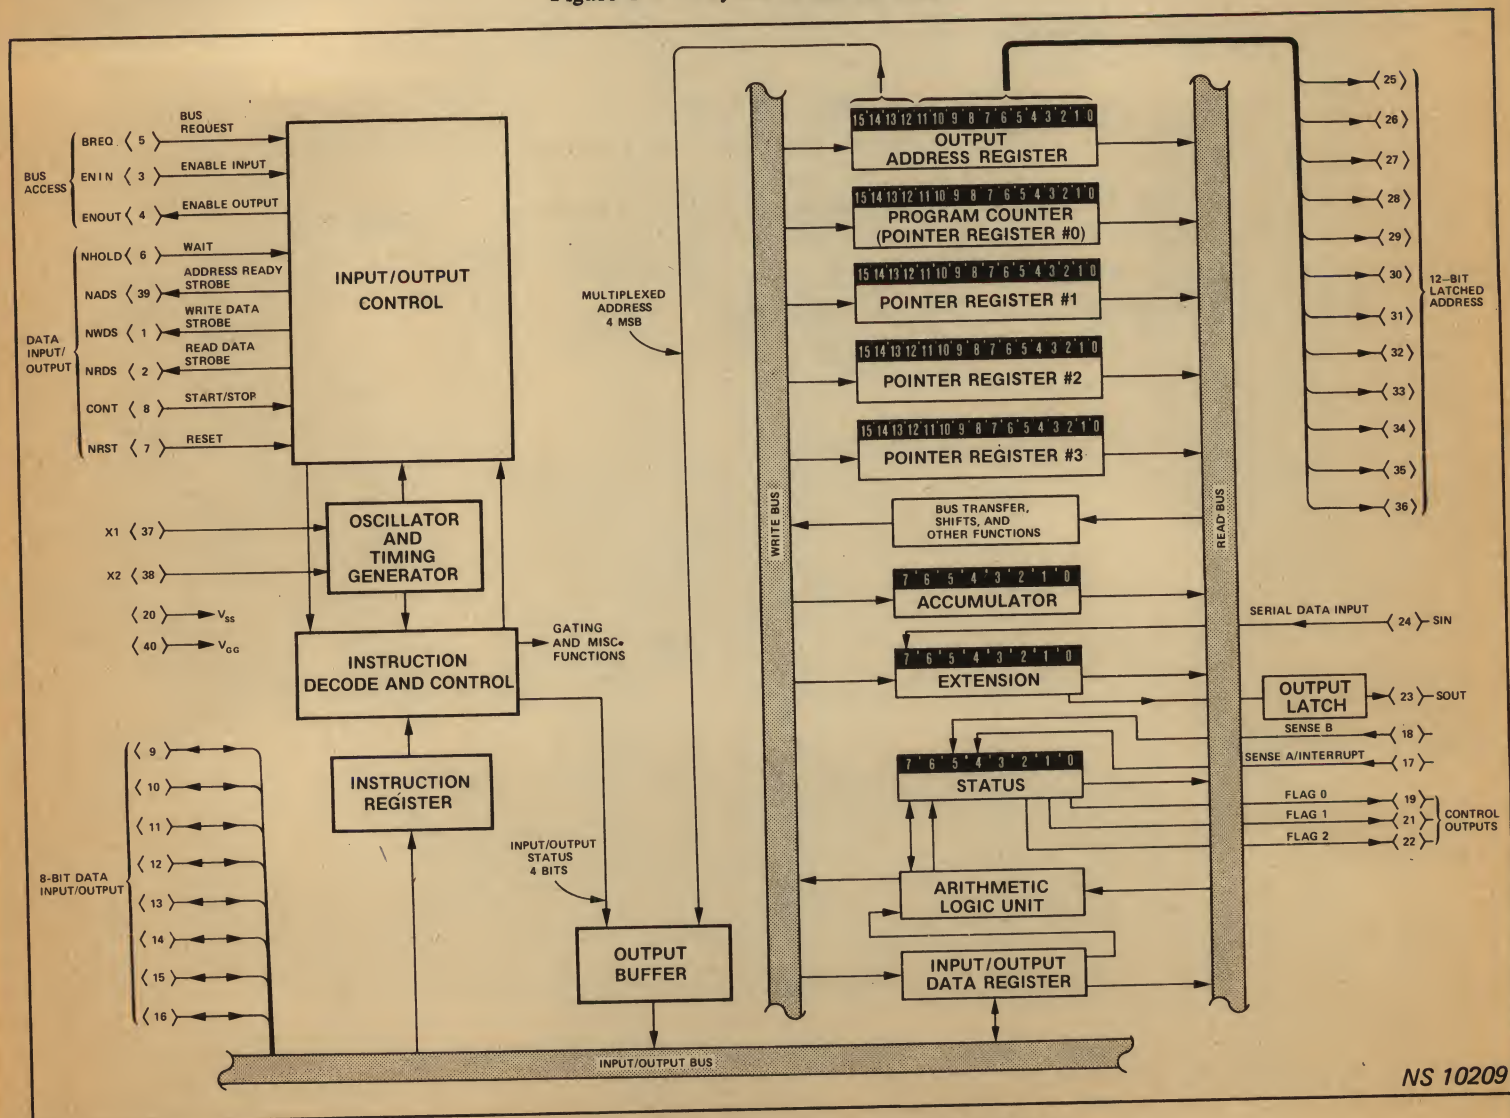 BUS
ACCESS
BREQ
5
BUS
REQUEST
ENIN
3
ENABLE INPUT
ENOUT
4
ENABLE OUTPUT
DATA
INPUT/
OUTPUT
NHOLD
6
WAIT
NADS
39
ADDRESS READY
STROBE
NWDS
1
WRITE DATA
STROBE
NRDS
2
READ DATA
STROBE
CONT
8
START/STOP
NRST
7
RESET
INPUT/OUTPUT
CONTROL
X1
37
X2
38
OSCILLATOR
AND
TIMING
GENERATOR
20
VSS
40
VGG
INSTRUCTION
DECODE AND CONTROL
GATING
AND MISC.
FUNCTIONS
INSTRUCTION
REGISTER
8-BIT DATA
INPUT/OUTPUT
9
10
11
12
13
14
15
16
INPUT/OUTPUT
STATUS
4 BITS
OUTPUT
BUFFER
INPUT/OUTPUT BUS
MULTIPLEXED
ADDRESS
4 MSB
WRITE BUS
15 14 13 12 11 10 9 8 7 6 5 4 3 2 1 0
OUTPUT
ADDRESS REGISTER
15 14 13 12 11 10 9 8 7 6 5 4 3 2 1 0
PROGRAM COUNTER
(POINTER REGISTER #0)
15 14 13 12 11 10 9 8 7 6 5 4 3 2 1 0
POINTER REGISTER #1
15 14 13 12 11 10 9 8 7 6 5 4 3 2 1 0
POINTER REGISTER #2
15 14 13 12 11 10 9 8 7 6 5 4 3 2 1 0
POINTER REGISTER #3
BUS TRANSFER,
SHIFTS, AND
OTHER FUNCTIONS
7 6 5 4 3 2 1 0
ACCUMULATOR
7 6 5 4 3 2 1 0
EXTENSION
7 6 5 4 3 2 1 0
STATUS
ARITHMETIC
LOGIC UNIT
INPUT/OUTPUT
DATA REGISTER
READ BUS
25
26
27
28
29
30
31
32
33
34
35
36
12-BIT
LATCHED
ADDRESS
SERIAL DATA INPUT
24
SIN
OUTPUT
LATCH
23
SOUT
SENSE B
18
SENSE A/INTERRUPT
17
FLAG 0
19
FLAG 1
21
FLAG 2
22
CONTROL
OUTPUTS
NS 10209